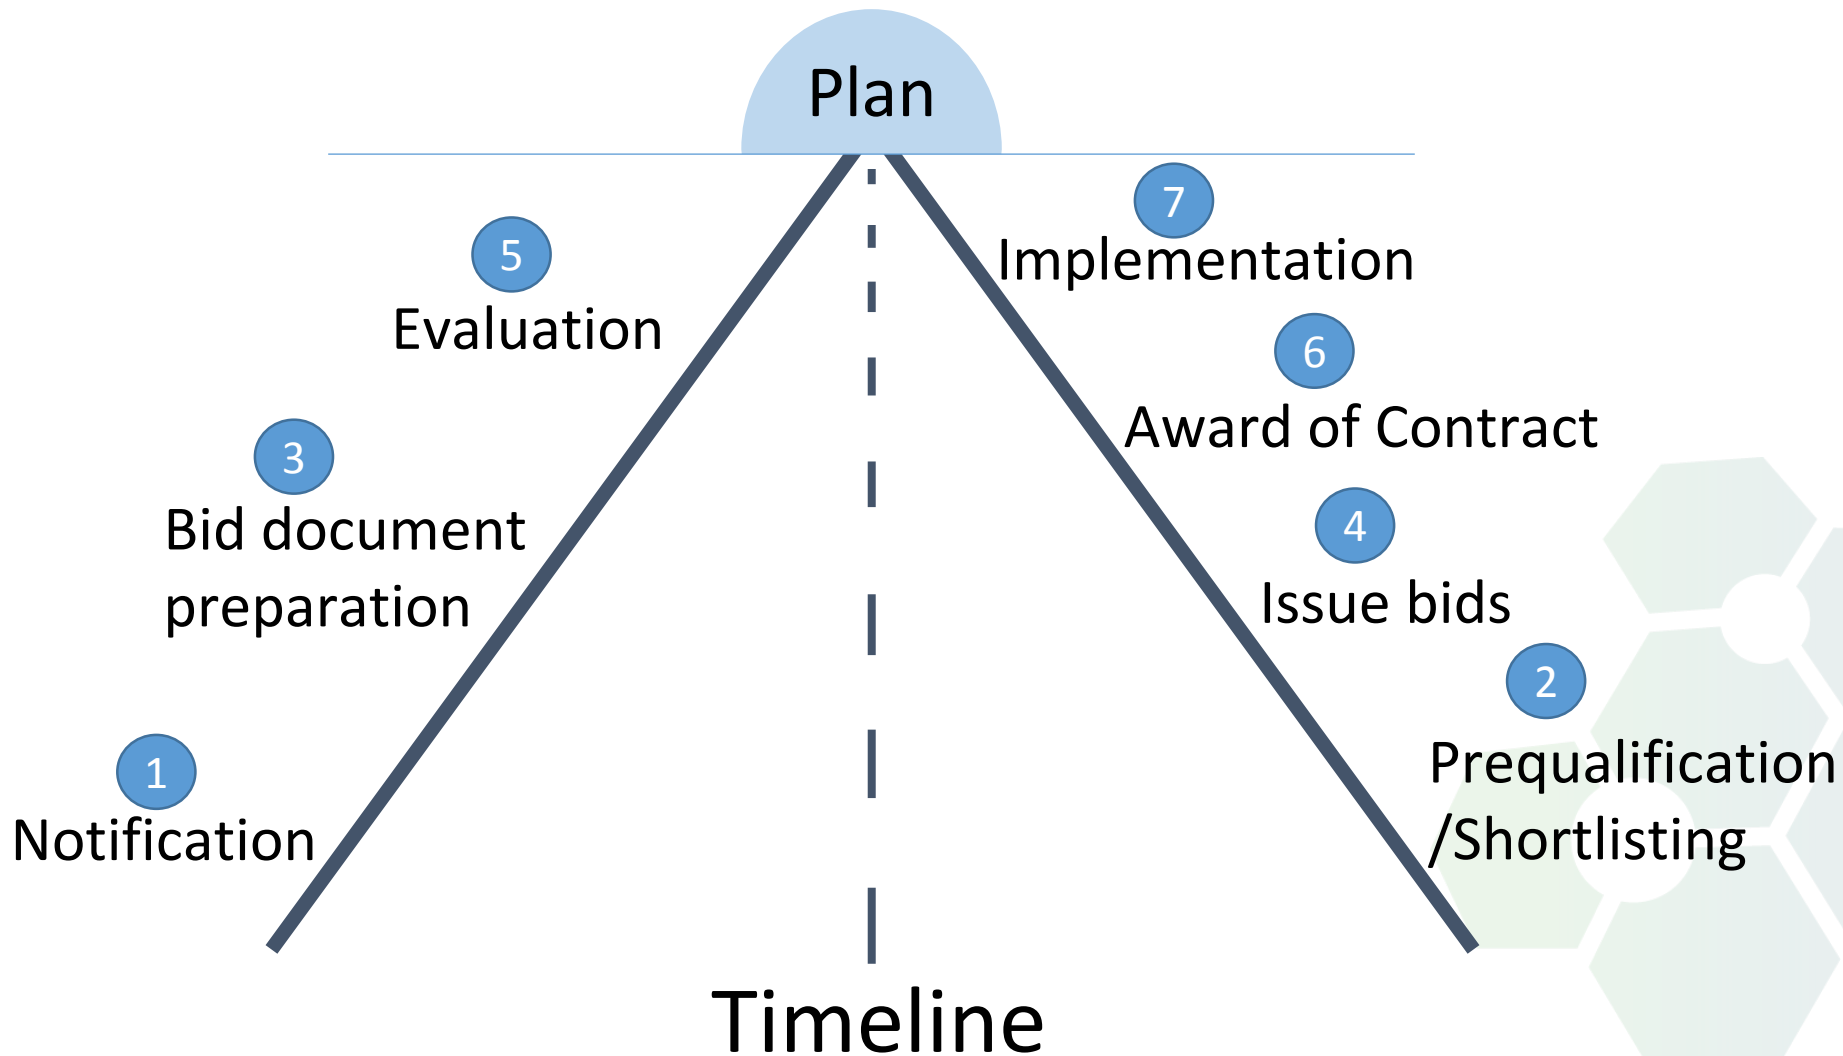 Plan
7
Implementation
5
Evaluation
6
Award of Contract
3
Bid document
preparation
4
Issue bids
2
Prequalification
/Shortlisting
1
Notification
Timeline